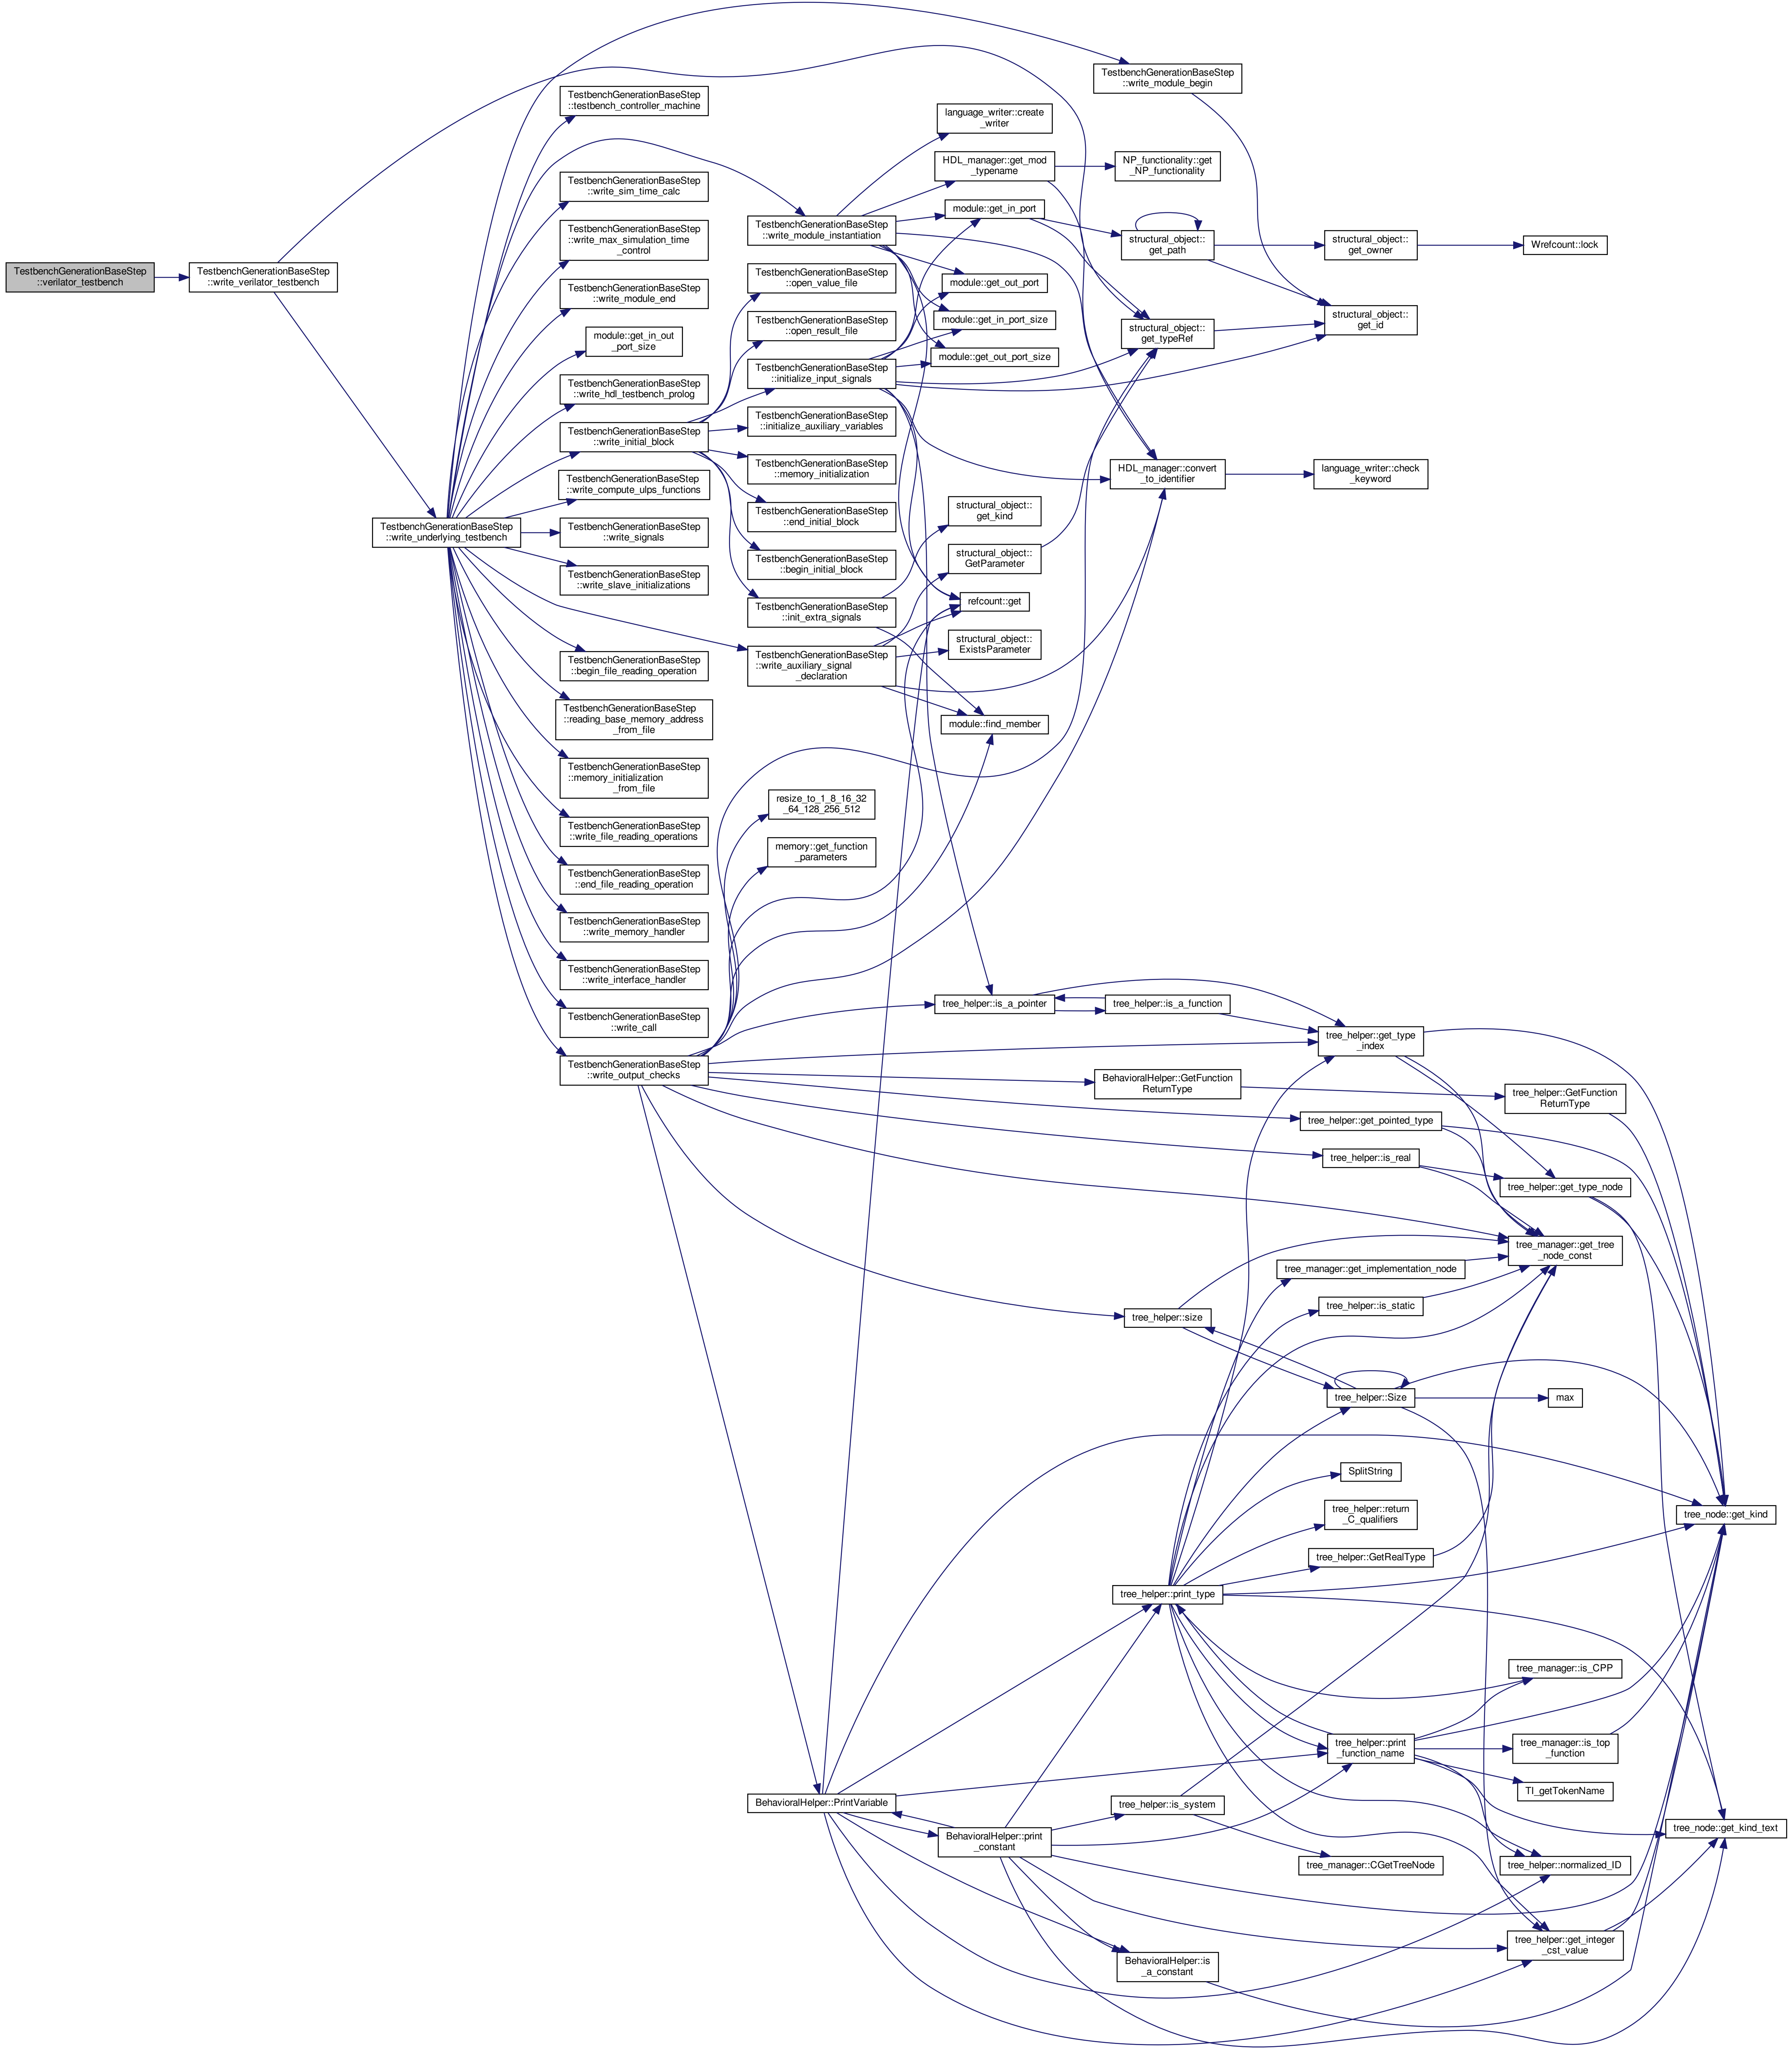 TestbenchGenerationBaseStep
::verilator_testbench
TestbenchGenerationBaseStep
::write_verilator_testbench
TestbenchGenerationBaseStep
::write_underlying_testbench
TestbenchGenerationBaseStep
::testbench_controller_machine
TestbenchGenerationBaseStep
::write_sim_time_calc
TestbenchGenerationBaseStep
::write_max_simulation_time
_control
TestbenchGenerationBaseStep
::write_module_end
module::get_in_out
_port_size
TestbenchGenerationBaseStep
::write_hdl_testbench_prolog
TestbenchGenerationBaseStep
::write_initial_block
TestbenchGenerationBaseStep
::write_compute_ulps_functions
TestbenchGenerationBaseStep
::write_signals
TestbenchGenerationBaseStep
::write_slave_initializations
TestbenchGenerationBaseStep
::begin_file_reading_operation
TestbenchGenerationBaseStep
::reading_base_memory_address
_from_file
TestbenchGenerationBaseStep
::memory_initialization
_from_file
TestbenchGenerationBaseStep
::write_file_reading_operations
TestbenchGenerationBaseStep
::end_file_reading_operation
TestbenchGenerationBaseStep
::write_memory_handler
TestbenchGenerationBaseStep
::write_interface_handler
TestbenchGenerationBaseStep
::write_call
TestbenchGenerationBaseStep
::write_output_checks
TestbenchGenerationBaseStep
::write_module_instantiation
TestbenchGenerationBaseStep
::open_value_file
TestbenchGenerationBaseStep
::open_result_file
TestbenchGenerationBaseStep
::initialize_input_signals
TestbenchGenerationBaseStep
::initialize_auxiliary_variables
TestbenchGenerationBaseStep
::memory_initialization
TestbenchGenerationBaseStep
::end_initial_block
TestbenchGenerationBaseStep
::begin_initial_block
TestbenchGenerationBaseStep
::init_extra_signals
TestbenchGenerationBaseStep
::write_auxiliary_signal
_declaration
resize_to_1_8_16_32
_64_128_256_512
memory::get_function
_parameters
BehavioralHelper::PrintVariable
language_writer::create
_writer
HDL_manager::get_mod
_typename
module::get_in_port
module::get_out_port
module::get_in_port_size
module::get_out_port_size
structural_object::
get_kind
structural_object::
GetParameter
refcount::get
structural_object::
ExistsParameter
module::find_member
tree_helper::is_a_pointer
BehavioralHelper::print
_constant
TestbenchGenerationBaseStep
::write_module_begin
NP_functionality::get
_NP_functionality
structural_object::
get_path
structural_object::
get_typeRef
HDL_manager::convert
_to_identifier
tree_helper::is_a_function
BehavioralHelper::GetFunction
ReturnType
tree_helper::size
tree_helper::print_type
tree_helper::is_system
BehavioralHelper::is
_a_constant
structural_object::
get_owner
structural_object::
get_id
language_writer::check
_keyword
tree_helper::get_type
_index
tree_helper::get_pointed_type
tree_helper::is_real
tree_manager::get_implementation_node
tree_helper::is_static
tree_helper::Size
SplitString
tree_helper::return
_C_qualifiers
tree_helper::GetRealType
tree_helper::print
_function_name
tree_manager::CGetTreeNode
Wrefcount::lock
tree_helper::GetFunction
ReturnType
tree_helper::get_type_node
tree_manager::get_tree
_node_const
max
tree_manager::is_CPP
tree_manager::is_top
_function
TI_getTokenName
tree_helper::normalized_ID
tree_helper::get_integer
_cst_value
tree_node::get_kind
tree_node::get_kind_text